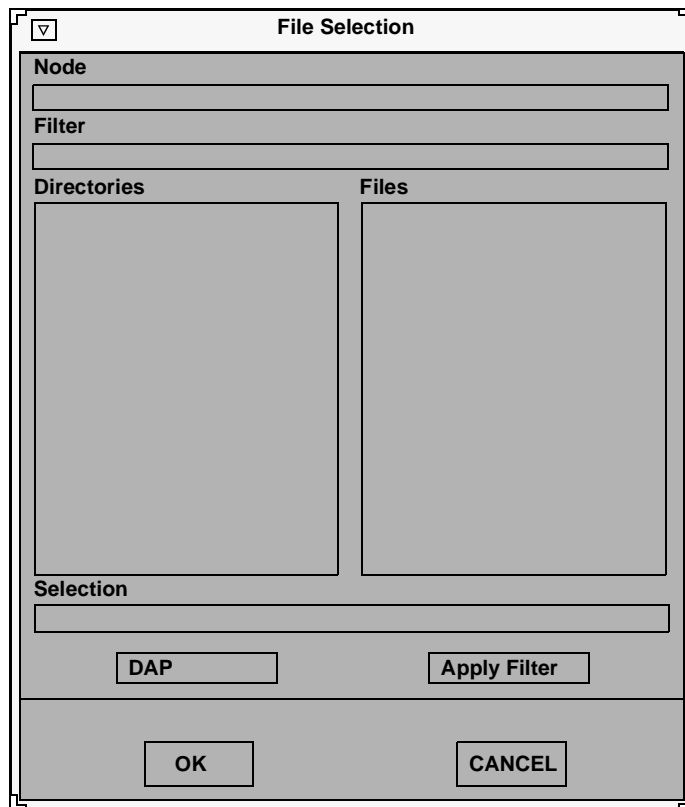 File Selection
Node
Filter
Directories
Files
Selection
DAP
Apply Filter
OK
CANCEL